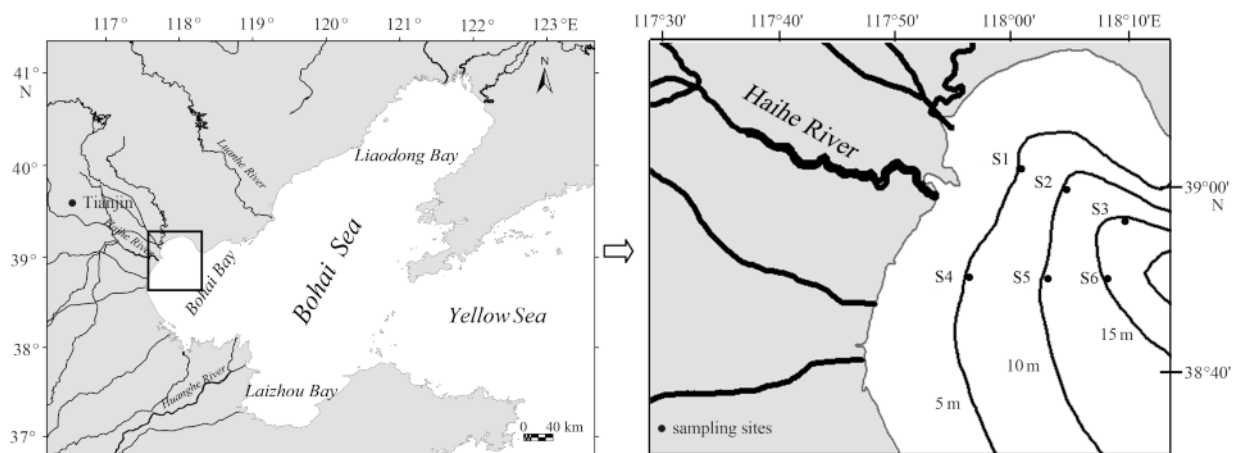 117° 118° 119° 120° 121° 122° 123°E
41°
N
40°
39°
38°
37°
N
Luanhe River
Liaodong Bay
Tianjin
Haihe River
Bohai Bay
Bohai Sea
Yellow Sea
Huanghe River
Laizhou Bay
0 40 km
117°30' 117°40' 117°50' 118°00' 118°10'E
Haihe River
S1
S2
39°00'
N
S3
S4
S5
S6
15 m
10 m
38°40'
5 m
sampling sites